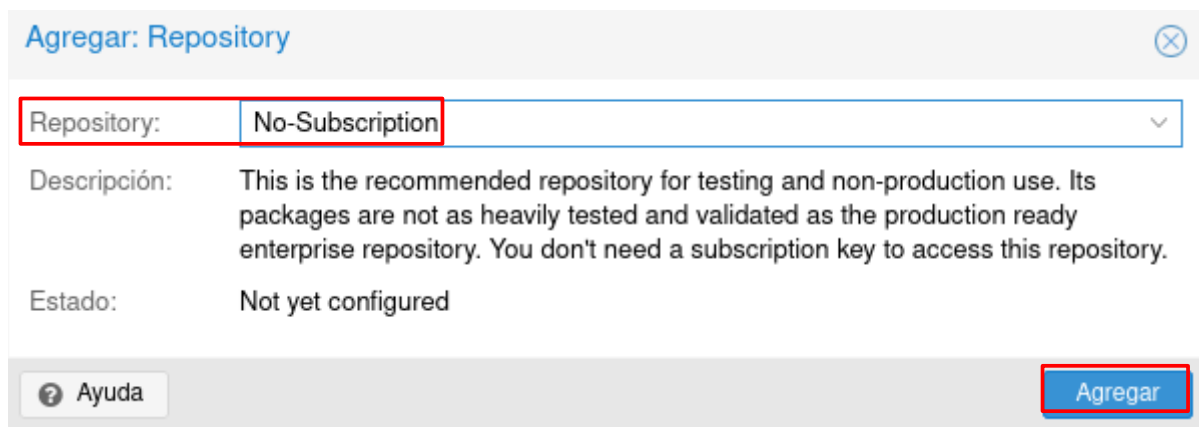 Agregar: Repository
Repository: No-Subscription
Descripción: This is the recommended repository for testing and non-production use. Its
packages are not as heavily tested and validated as the production ready
enterprise repository. You don't need a subscription key to access this repository.
Estado: Not yet configured
Ayuda Agregar